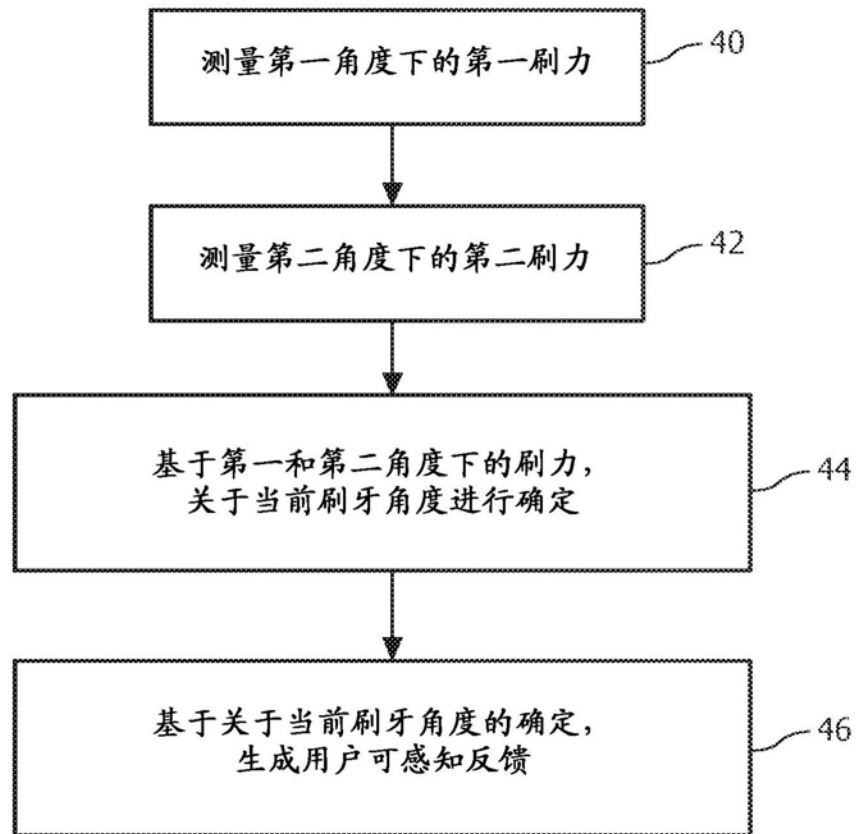 测量第一角度下的第一刷力
40
测量第二角度下的第二刷力
42
基于第一和第二角度下的刷力，
关于当前刷牙角度进行确定
44
基于关于当前刷牙角度的确定，
生成用户可感知反馈
46